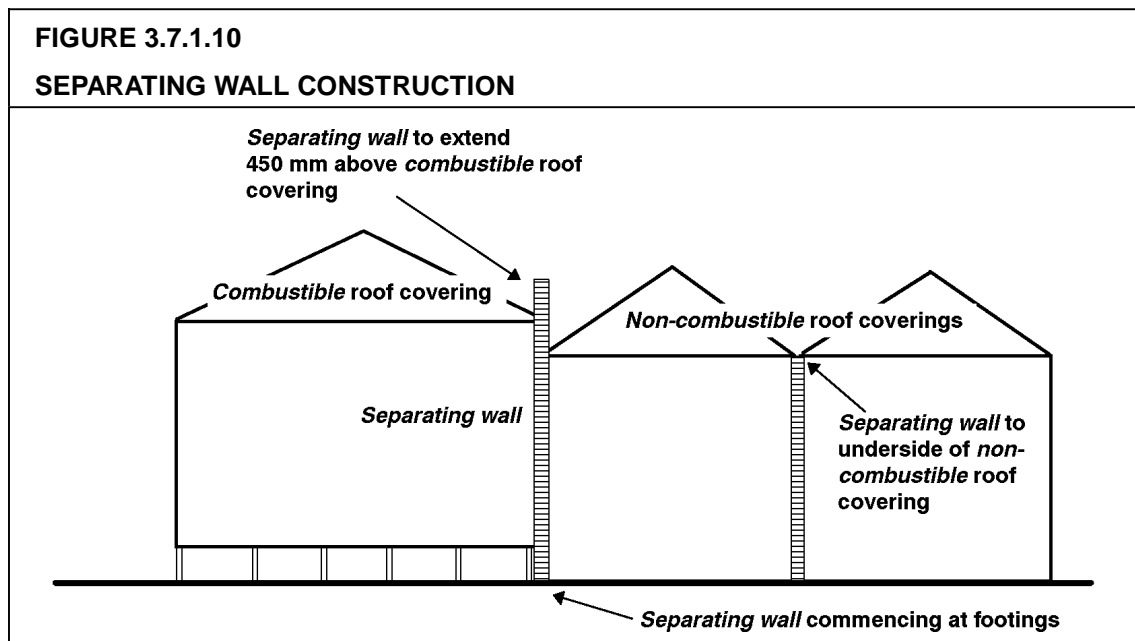 FIGURE 3.7.1.10
SEPARATING WALL CONSTRUCTION
Separating wall to extend
450 mm above combustible roof
covering
Combustible roof covering
Non-combustible roof coverings
Separating wall
Separating wall to
underside of non-
combustible roof
covering
Separating wall commencing at footings